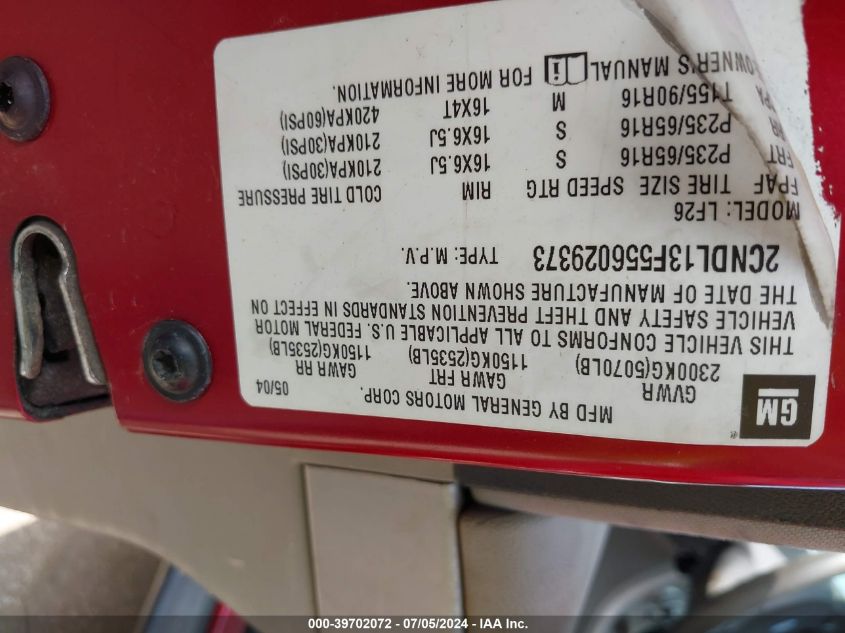 GM
MFD BY GENERAL MOTORS CORP.
05/04
GVWR GAWR FRT GAWR RR
2300KG(5070LB) 1150KG(2535LB) 1150KG(2535LB)
THIS VEHICLE CONFORMS TO ALL APPLICABLE U.S. FEDERAL MOTOR
VEHICLE SAFETY AND THEFT PREVENTION STANDARDS IN EFFECT ON
THE DATE OF MANUFACTURE SHOWN ABOVE.
2CNDL13F556029373 TYPE: M.P.V.
MODEL: LF26
FPAF TIRE SIZE SPEED RTG RIM COLD TIRE PRESSURE
FRT P235/65R16 S 16X6.5J 210KPA(30PSI)
RR P235/65R16 S 16X6.5J 210KPA(30PSI)
T155/90R16 M 16X4T 420KPA(60PSI)
OWNER'S MANUAL FOR MORE INFORMATION.
000-39702072 - 07/05/2024 - IAA Inc.